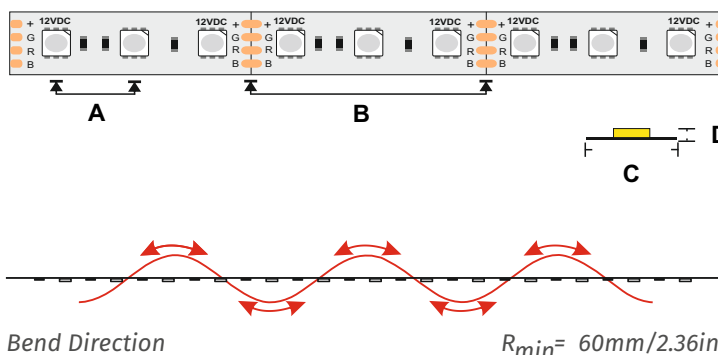 12VDC 12VDC 12VDC 12VDC 12VDC 12VDC
+ + + +
G G G G
R R R R
B B B B
A
B
C
D
Bend Direction
Rmin= 60mm/2.36in